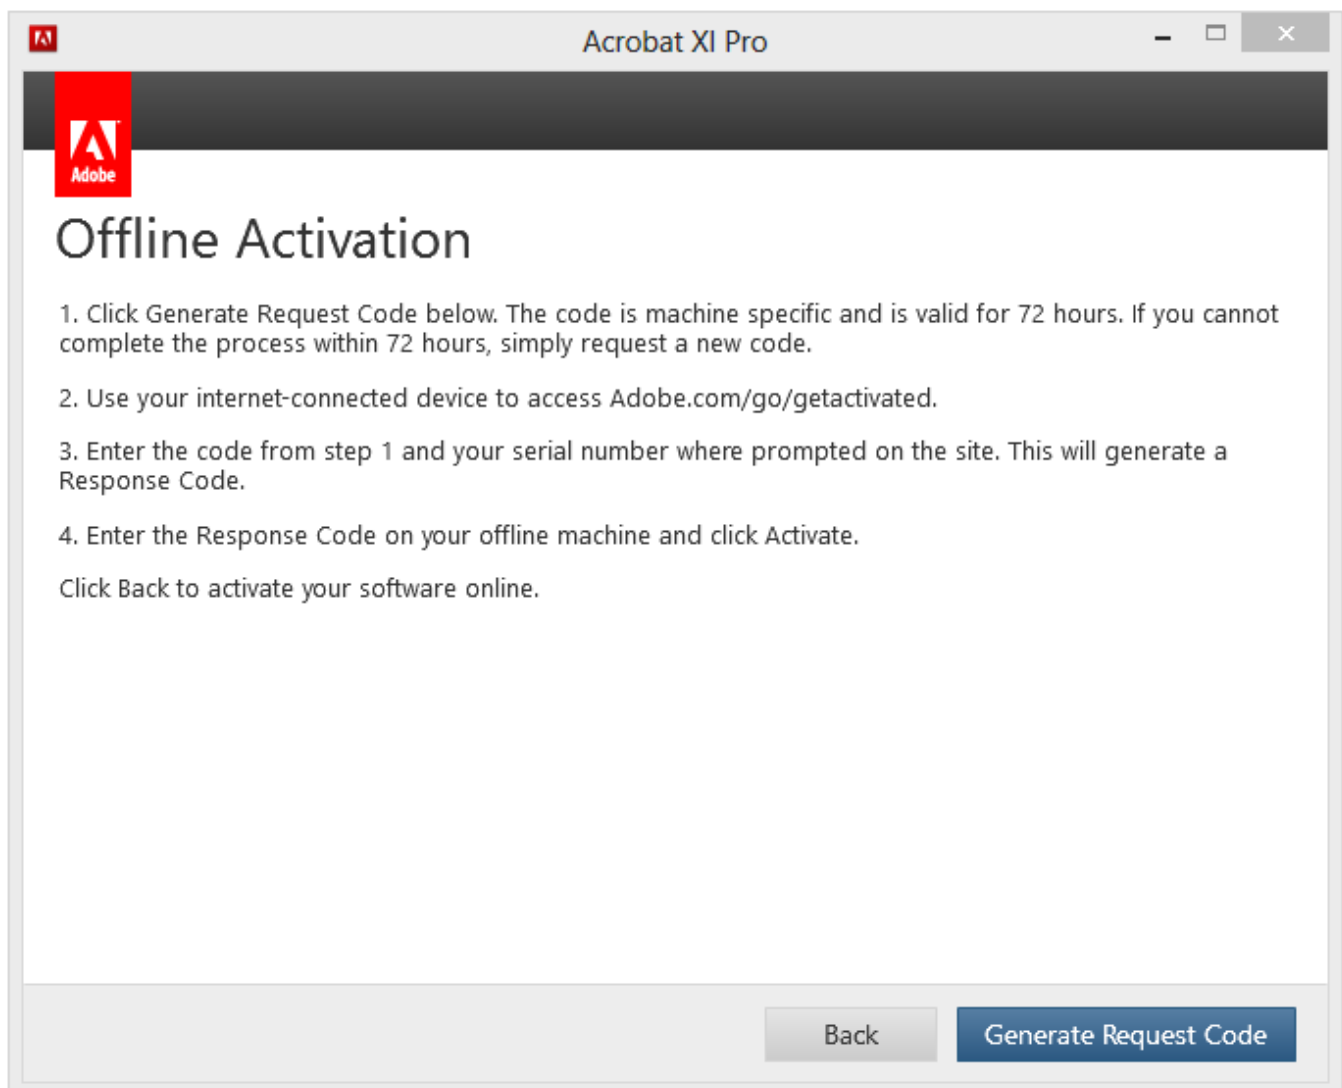 Acrobat XI Pro
Adobe
Offline Activation
1. Click Generate Request Code below. The code is machine specific and is valid for 72 hours. If you cannot
complete the process within 72 hours, simply request a new code.
2. Use your internet-connected device to access Adobe.com/go/getactivated.
3. Enter the code from step 1 and your serial number where prompted on the site. This will generate a
Response Code.
4. Enter the Response Code on your offline machine and click Activate.
Click Back to activate your software online.
Back
Generate Request Code